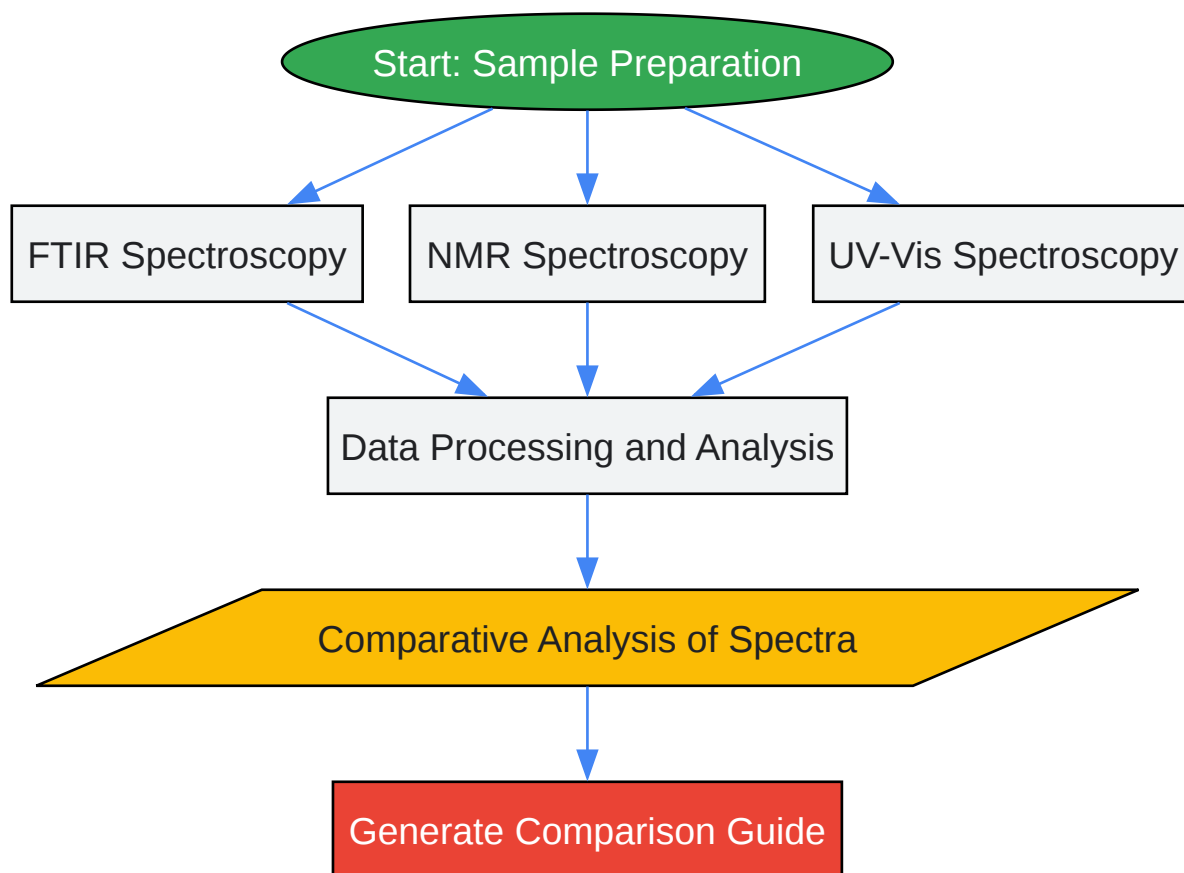 Start: Sample Preparation
FTIR Spectroscopy
NMR Spectroscopy
UV-Vis Spectroscopy
Data Processing and Analysis
Comparative Analysis of Spectra
Generate Comparison Guide